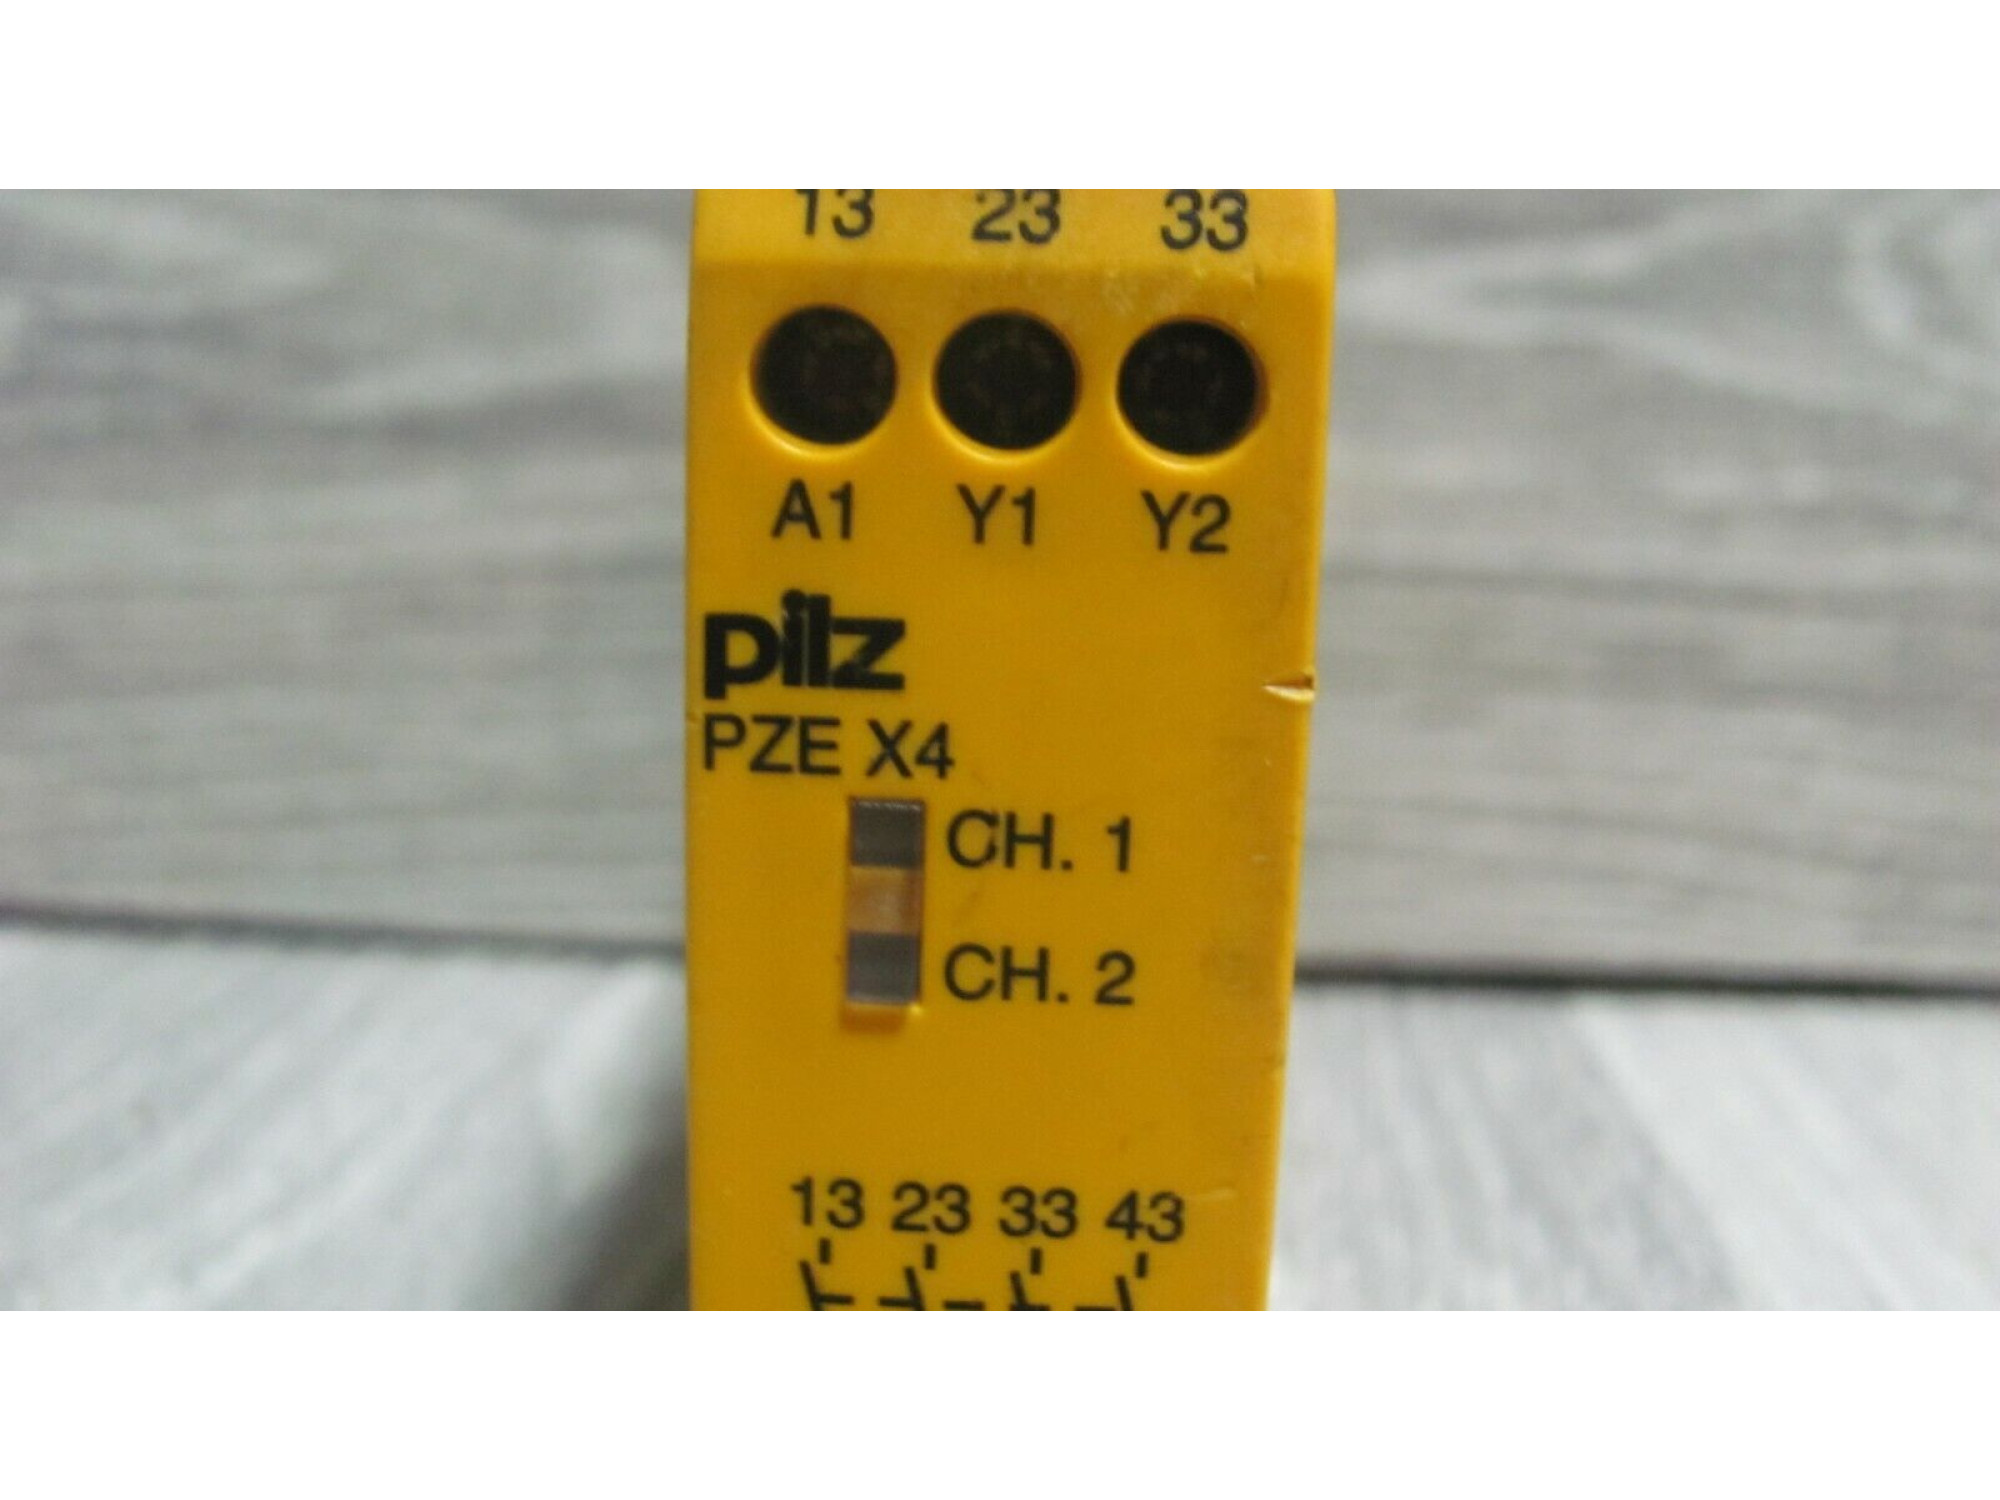 13 23 33
A1 Y1 Y2
pilz
PZE X4
CH. 1
CH. 2
13 23 33 43